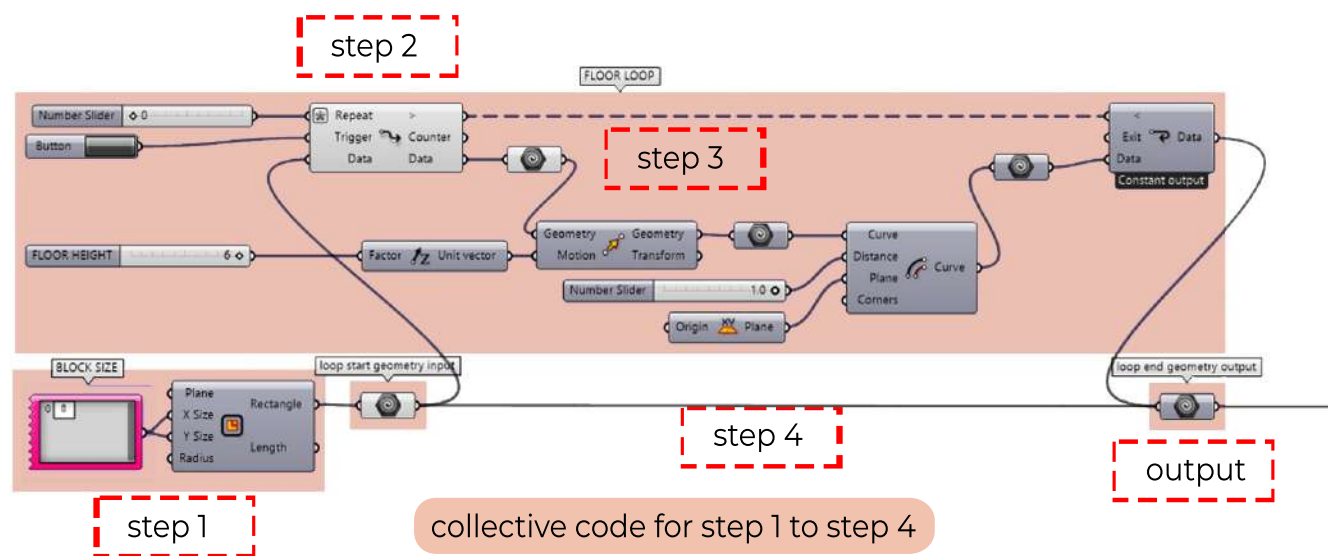 step 2
FLOOR LOOP
Number Slider 0
Button
Repeat >
Trigger Counter
Data Data
step 3
<
Exit Data
Data
Constant output
FLOOR HEIGHT 6
Factor Z Unit vector
Geometry Geometry
Motion Transform
Number Slider 1.0
Origin XY Plane
Curve
Distance
Plane
Corners
Curve
BLOCK SIZE
0 8
Plane
X Size
Y Size
Radius
Rectangle
Length
loop start geometry input
loop end geometry output
step 4
output
step 1
collective code for step 1 to step 4